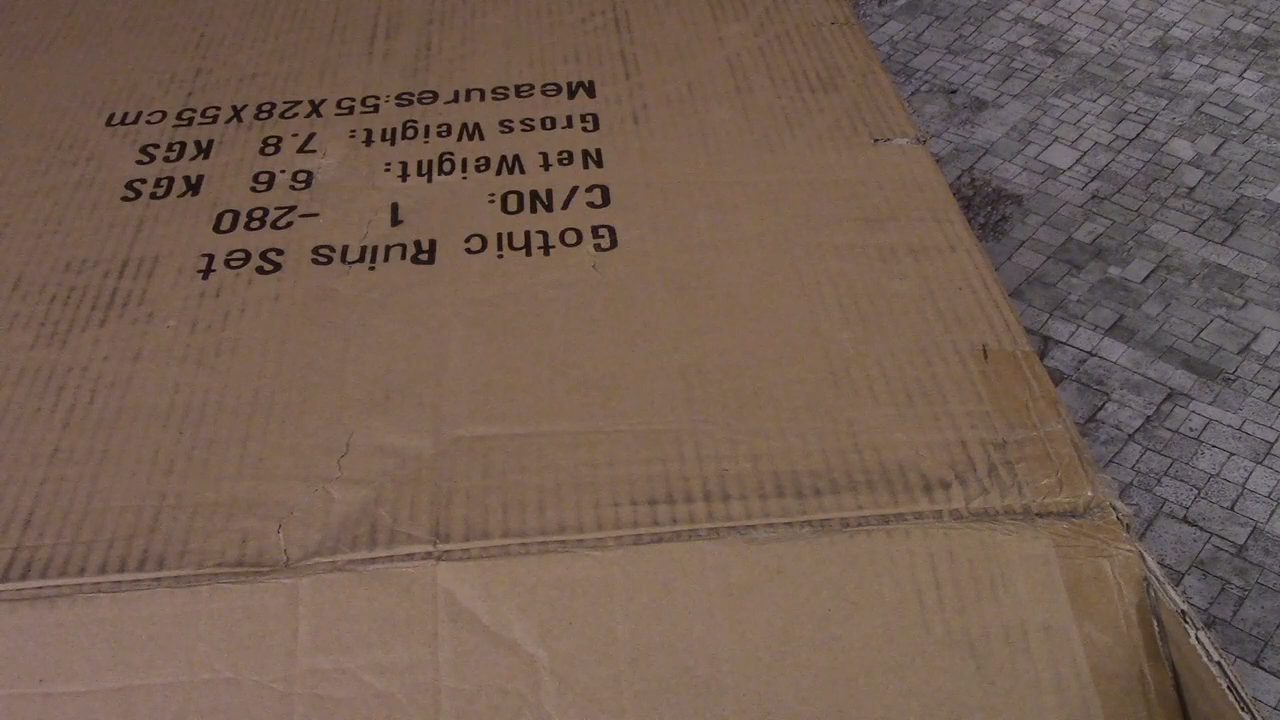 Gothic Ruins Set
C/NO: 1 -280
Net Weight: 6.6 KGS
Gross Weight: 7.8 KGS
Measures:55X28X55cm